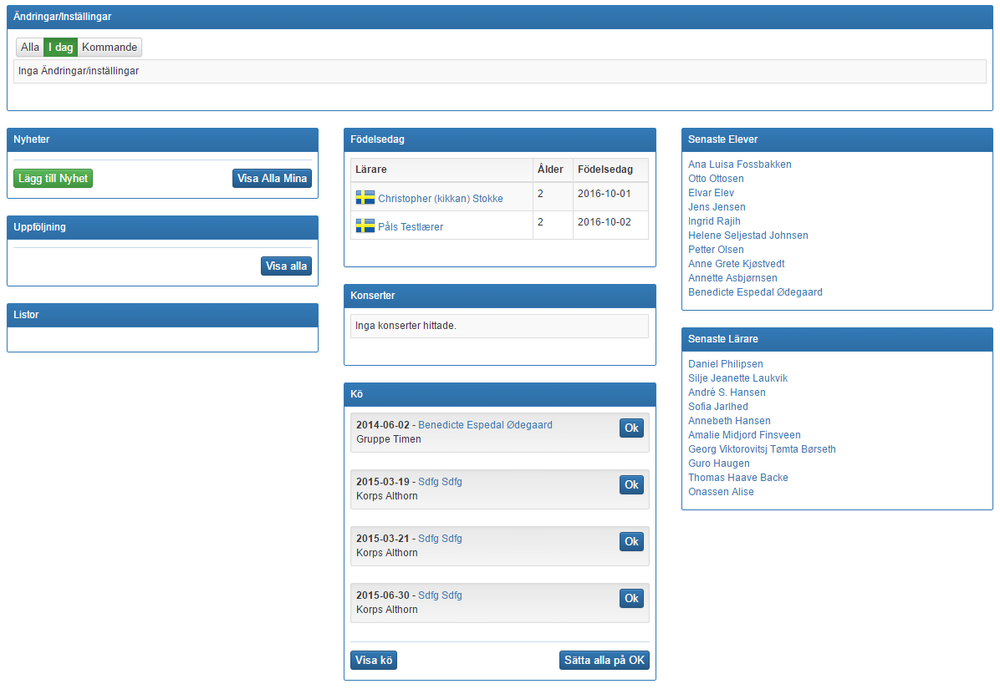 Ändringar/Inställingar
Alla I dag Kommande
Inga Ändringar/inställingar
Nyheter
Lägg till Nyhet Visa Alla Mina
Uppföljning
Visa alla
Listor
Födelsedag
Lärare Ålder Födelsedag
Christopher (kikkan) Stokke 2 2016-10-01
Påls Testlærer 2 2016-10-02
Konserter
Inga konserter hittade.
Kö
2014-06-02 - Benedicte Espedal Ødegaard Ok
Gruppe Timen
2015-03-19 - Sdfg Sdfg Ok
Korps Althorn
2015-03-21 - Sdfg Sdfg Ok
Korps Althorn
2015-06-30 - Sdfg Sdfg Ok
Korps Althorn
Visa kö Sätta alla på OK
Senaste Elever
Ana Luisa Fossbakken
Otto Ottosen
Elvar Elev
Jens Jensen
Ingrid Rajih
Helene Seljestad Johnsen
Petter Olsen
Anne Grete Kjøstvedt
Annette Asbjørnsen
Benedicte Espedal Ødegaard
Senaste Lärare
Daniel Philipsen
Silje Jeanette Laukvik
André S. Hansen
Sofia Jarlhed
Annebeth Hansen
Amalie Midjord Finsveen
Georg Viktorovitsj Tømta Børseth
Guro Haugen
Thomas Haave Backe
Onassen Alise